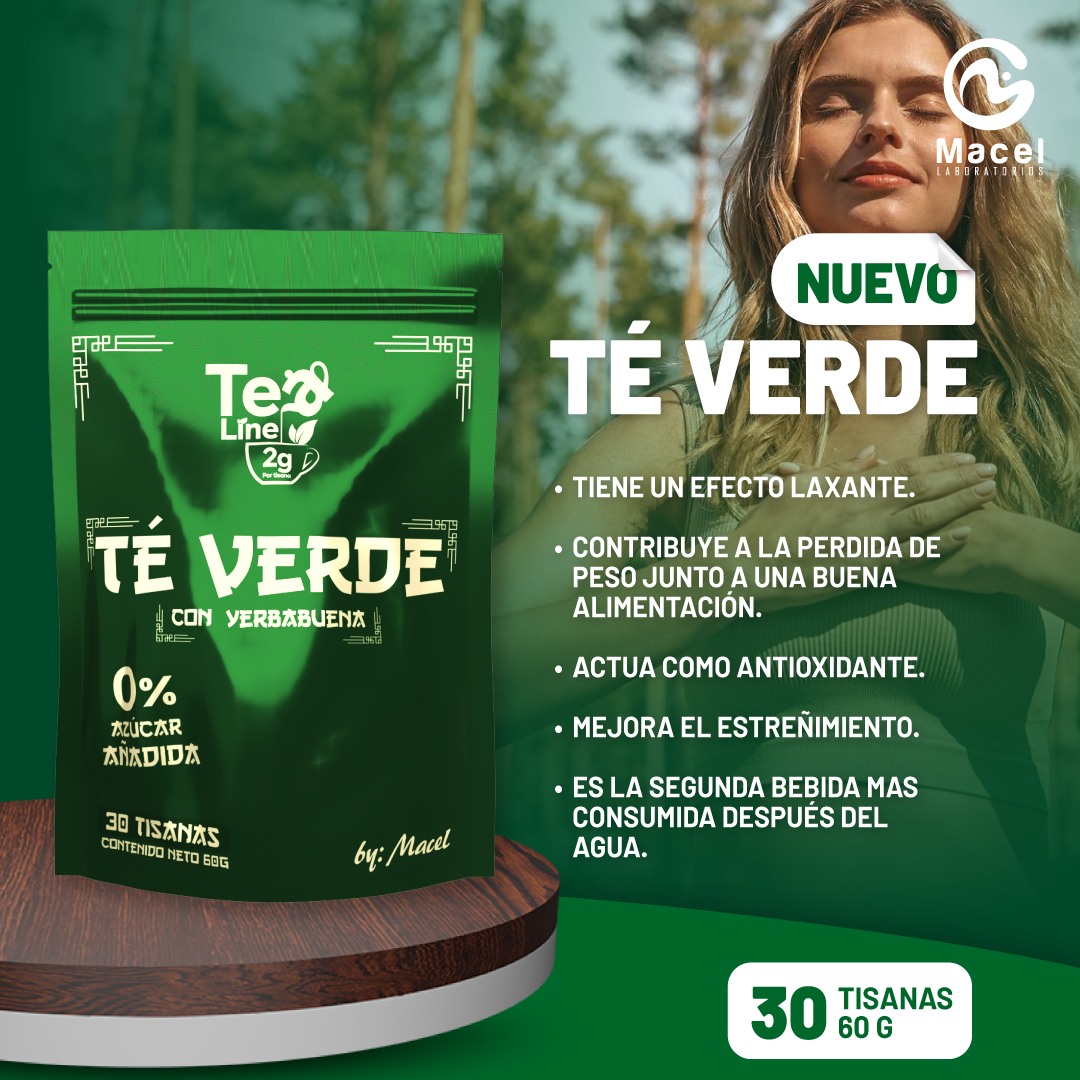 Macel
LABORATORIOS
NUEVO
TÉ VERDE
• TIENE UN EFECTO LAXANTE.
• CONTRIBUYE A LA PERDIDA DE
PESO JUNTO A UNA BUENA
ALIMENTACIÓN.
• ACTUA COMO ANTIOXIDANTE.
• MEJORA EL ESTREÑIMIENTO.
• ES LA SEGUNDA BEBIDA MAS
CONSUMIDA DESPUÉS DEL
AGUA.
30 TISANAS
60 G
Tea
Line
2g
Por tisana
TÉ VERDE
CON YERBABUENA
0%
AZÚCAR
AÑADIDA
30 TISANAS
CONTENIDO NETO 60G
by: Macel